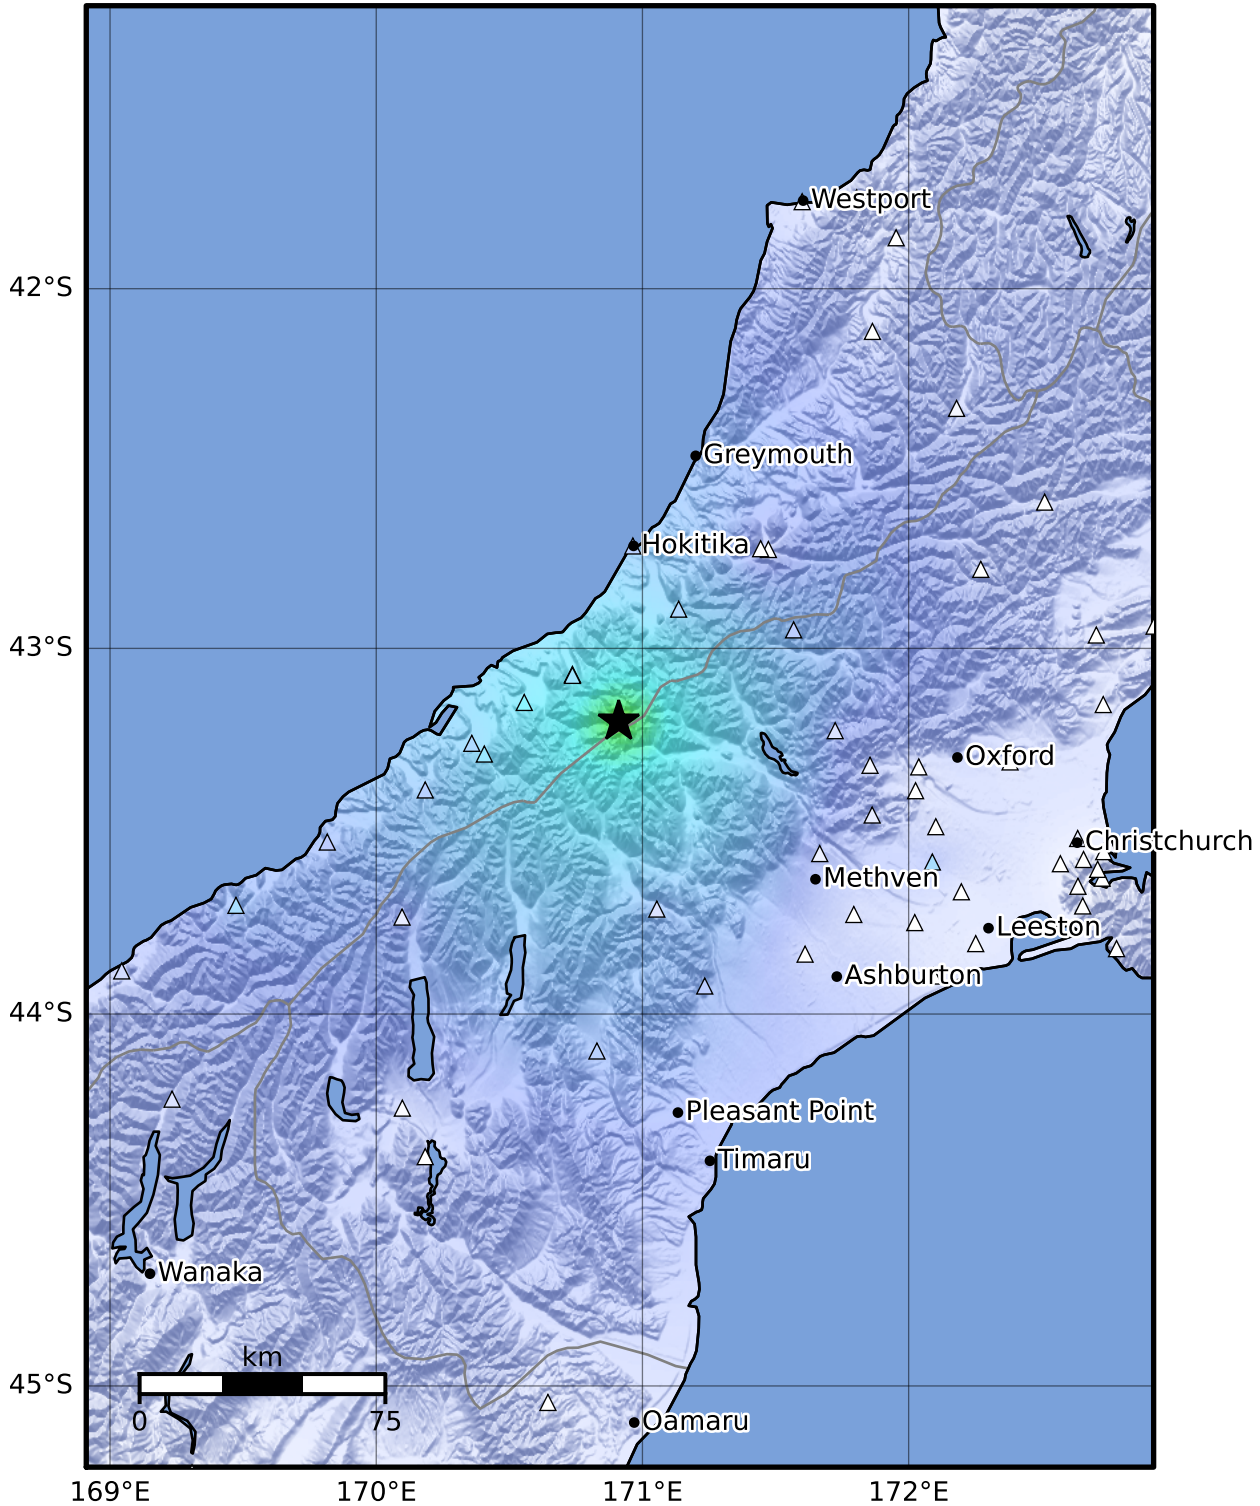 Westport
42°S
Greymouth
Hokitika
43°S
Oxford
Christchurch
Methven
Leeston
Ashburton
44°S
Pleasant Point
Timaru
Wanaka
km
45°S
0 75
Oamaru
169°E 170°E 171°E 172°E